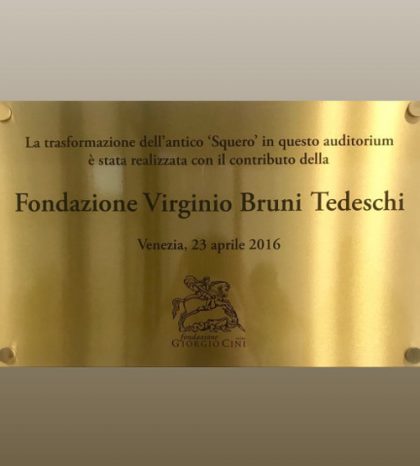 La trasformazione dell'antico 'Squero' in questo auditorium
è stata realizzata con il contributo della
Fondazione Virginio Bruni Tedeschi
Venezia, 23 aprile 2016
fondazione
GIORGIO CINI